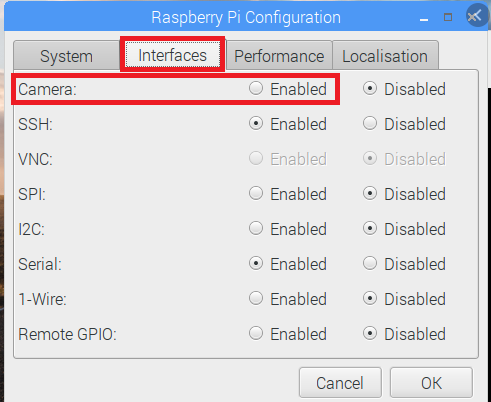 Raspberry Pi Configuration
System Interfaces Performance Localisation
Camera: Enabled Disabled
SSH: Enabled Disabled
VNC: Enabled Disabled
SPI: Enabled Disabled
I2C: Enabled Disabled
Serial: Enabled Disabled
1-Wire: Enabled Disabled
Remote GPIO: Enabled Disabled
Cancel OK